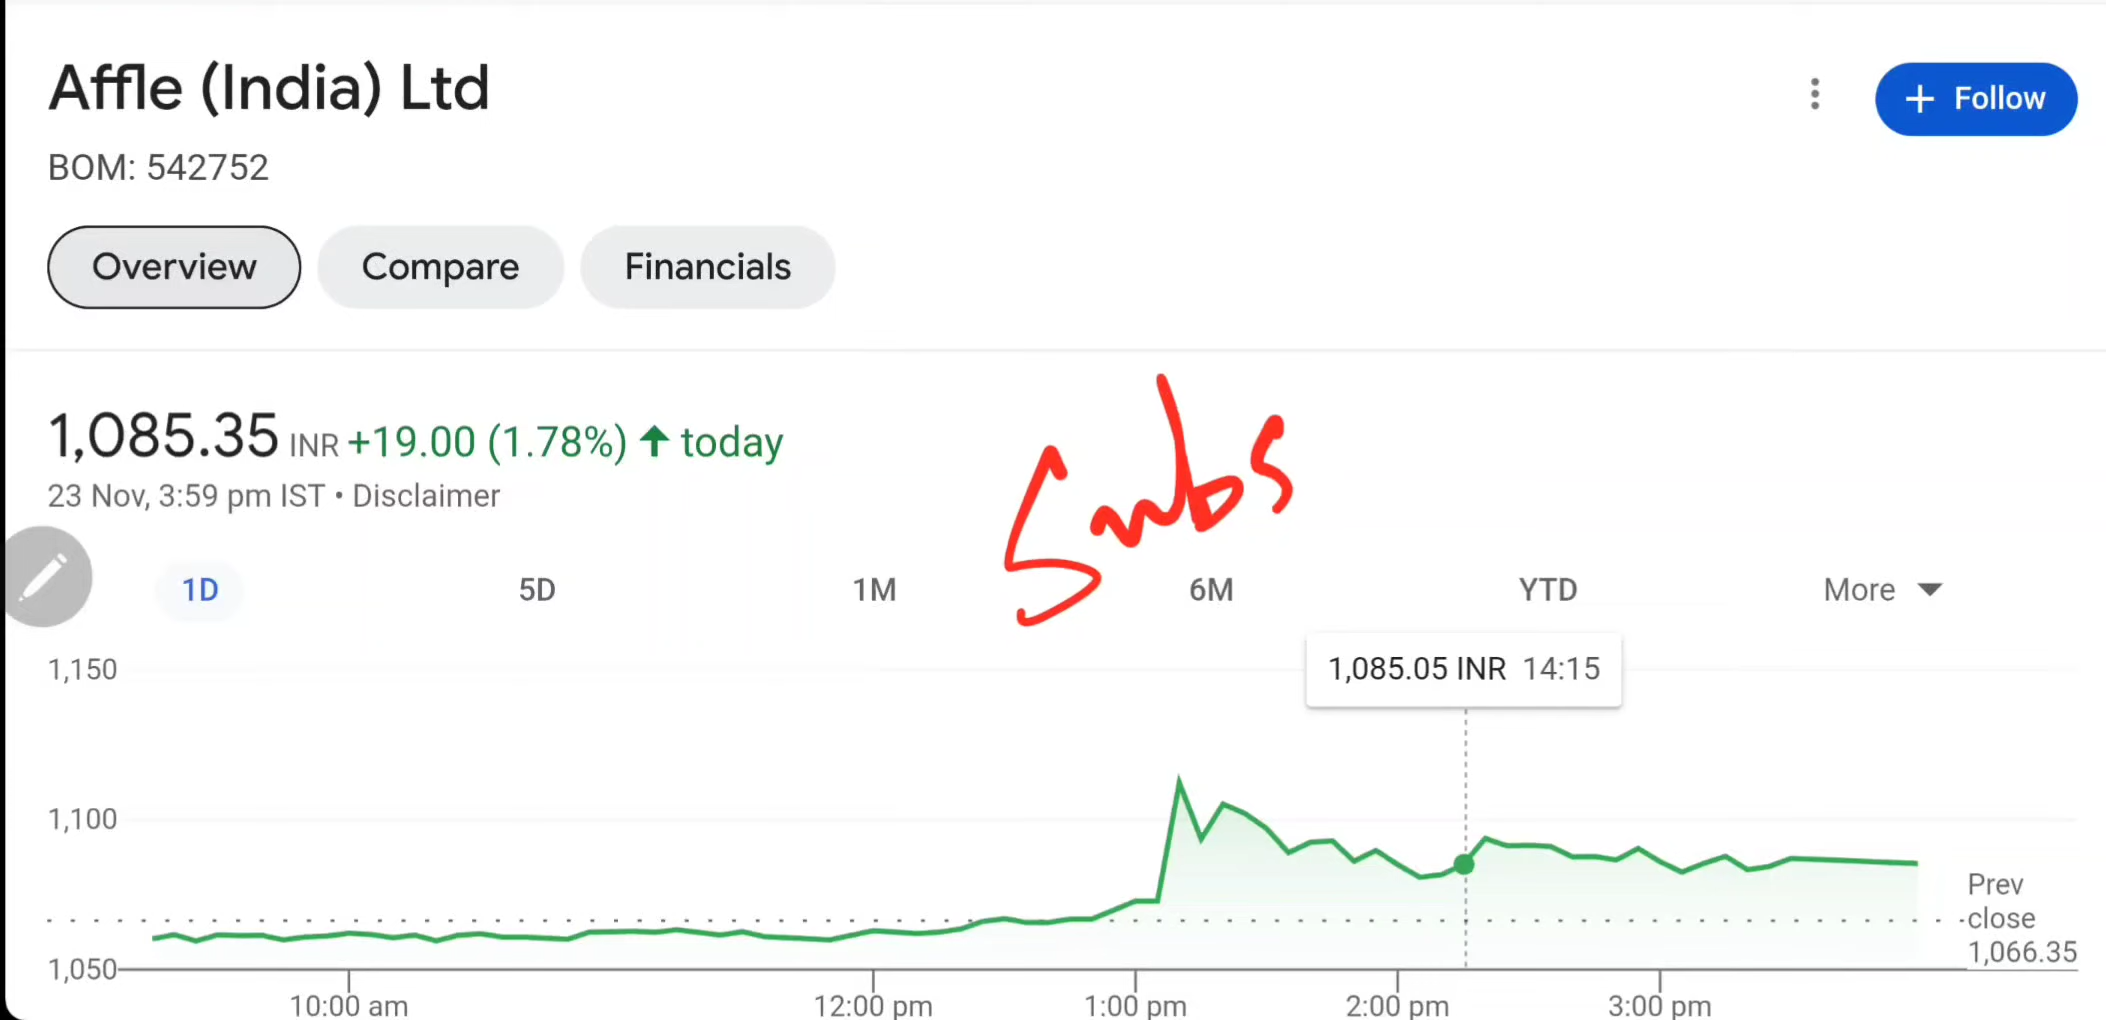 Affle (India) Ltd
+ Follow
BOM: 542752
Overview Compare Financials
1,085.35 INR +19.00 (1.78%) ↑ today
23 Nov, 3:59 pm IST • Disclaimer
Subs
1D 5D 1M 6M YTD More
1,085.05 INR 14:15
1,150
1,100
1,050
Prev
close
1,066.35
10:00 am 12:00 pm 1:00 pm 2:00 pm 3:00 pm